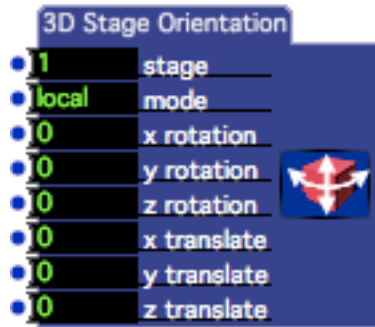 3D Stage Orientation
1 stage
local mode
0 x rotation
0 y rotation
0 z rotation
0 x translate
0 y translate
0 z translate